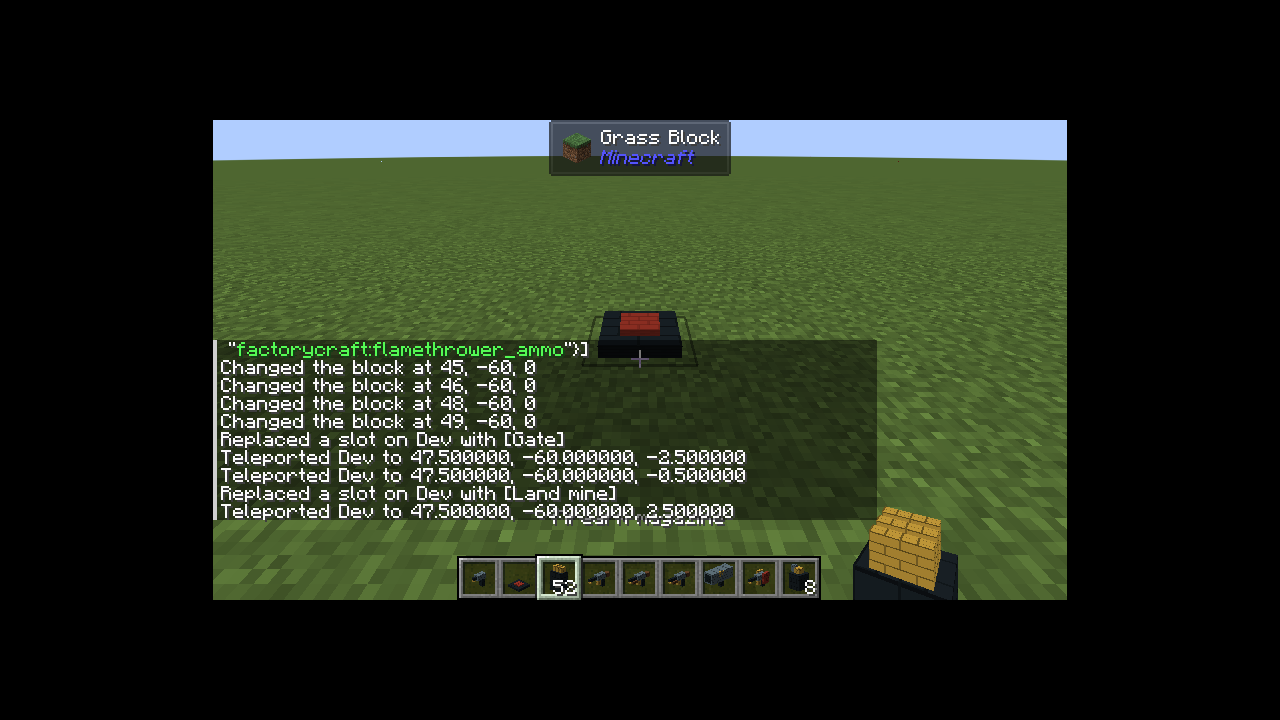 Grass Block
Minecraft
"factorycraft:flamethrower_ammo"}]
Changed the block at 45, -60, 0
Changed the block at 46, -60, 0
Changed the block at 48, -60, 0
Changed the block at 49, -60, 0
Replaced a slot on Dev with [Gate]
Teleported Dev to 47.500000, -60.000000, -2.500000
Teleported Dev to 47.500000, -60.000000, -0.500000
Replaced a slot on Dev with [Land mine]
Teleported Dev to 47.500000, -60.000000, 2.500000
52
8